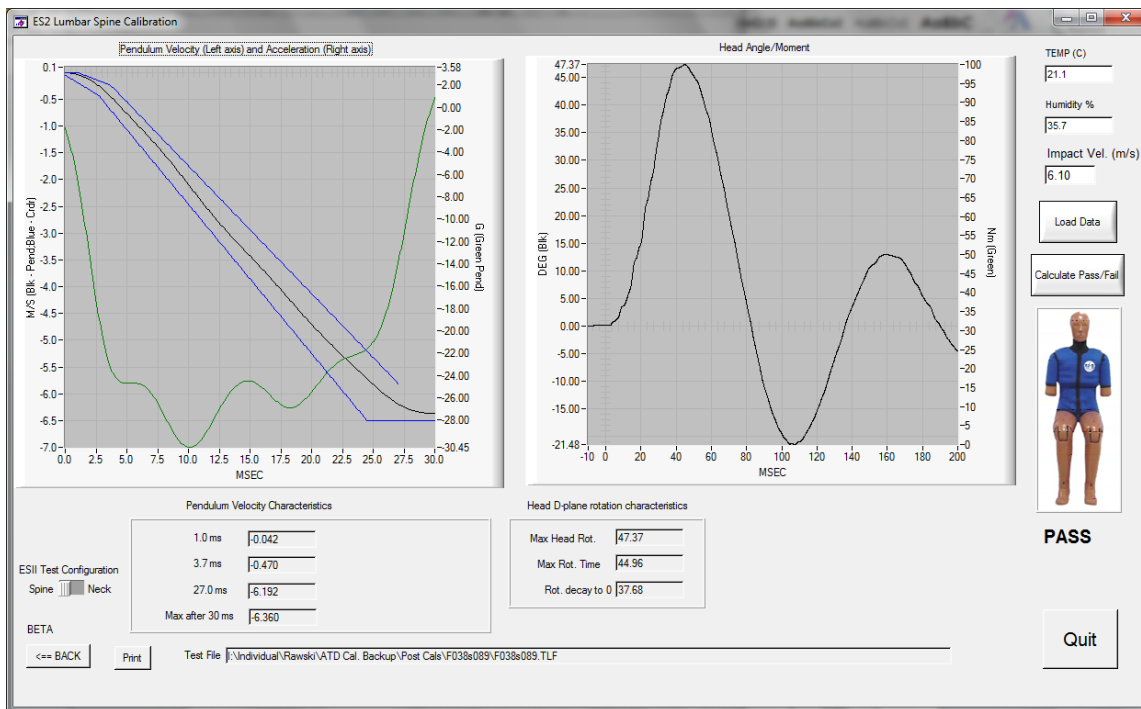 ES2 Lumbar Spine Calibration
Pendulum Velocity (Left axis) and Acceleration (Right axis)
0.1
-0.5
-1.0
-1.5
-2.0
-2.5
-3.0
-3.5
-4.0
-4.5
-5.0
-5.5
-6.0
-6.5
-7.0
M/S (Blk - Pend;Blue - Crdr)
3.58
2.00
-0.00
-2.00
-4.00
-6.00
-8.00
-10.00
-12.00
-14.00
-16.00
-18.00
-20.00
-22.00
-24.00
-26.00
-28.00
-30.45
G (Green Pend)
0.0 2.5 5.0 7.5 10.0 12.5 15.0 17.5 20.0 22.5 25.0 27.5 30.0
MSEC
Head Angle/Moment
47.37
45.00
40.00
35.00
30.00
25.00
20.00
15.00
10.00
5.00
0.00
-5.00
-10.00
-15.00
-21.48
DEG (Blk)
100
95
90
85
80
75
70
65
60
55
50
45
40
35
30
25
20
15
10
5
0
Nm (Green)
-10 0 20 40 60 80 100 120 140 160 180 200
MSEC
TEMP (C)
21.1
Humidity %
35.7
Impact Vel. (m/s)
6.10
Load Data
Calculate Pass/Fail
PASS
Quit
Pendulum Velocity Characteristics
1.0 ms -0.042
3.7 ms -0.470
27.0 ms -6.192
Max after 30 ms -6.360
Head D-plane rotation characteristics
Max Head Rot. 47.37
Max Rot. Time 44.96
Rot. decay to 0 37.68
ESII Test Configuration
Spine Neck
BETA
<== BACK
Print
Test File I:\Individual\Rawski\ATD Cal. Backup\Post Cals\F038s089\F038s089.TLF